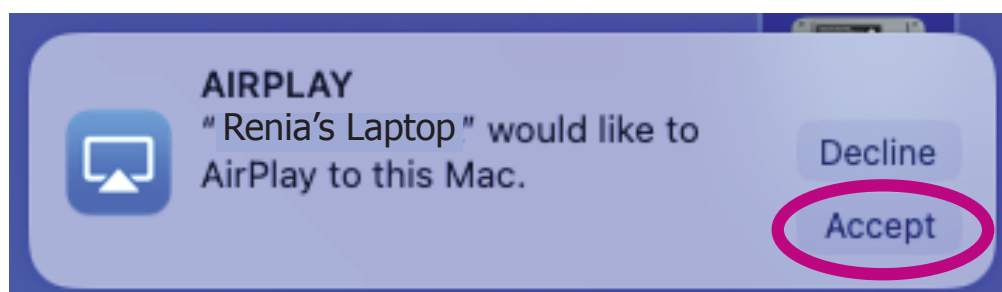 AIRPLAY
“Renia’s Laptop” would like to
AirPlay to this Mac.
Decline
Accept